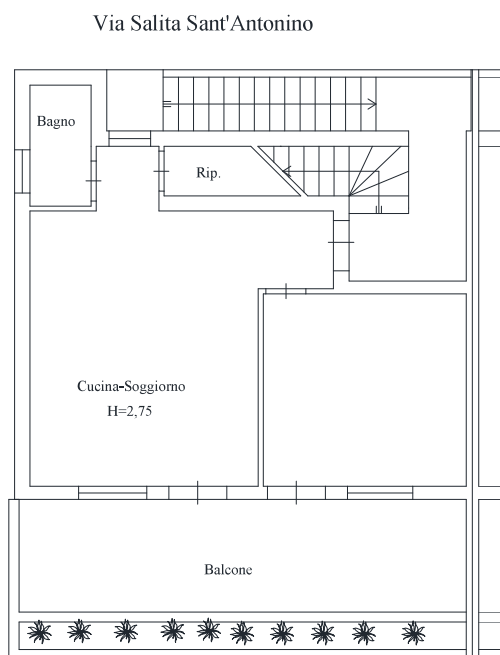 Via Salita Sant'Antonino
Bagno
Rip.
Cucina-Soggiorno
H=2,75
Balcone